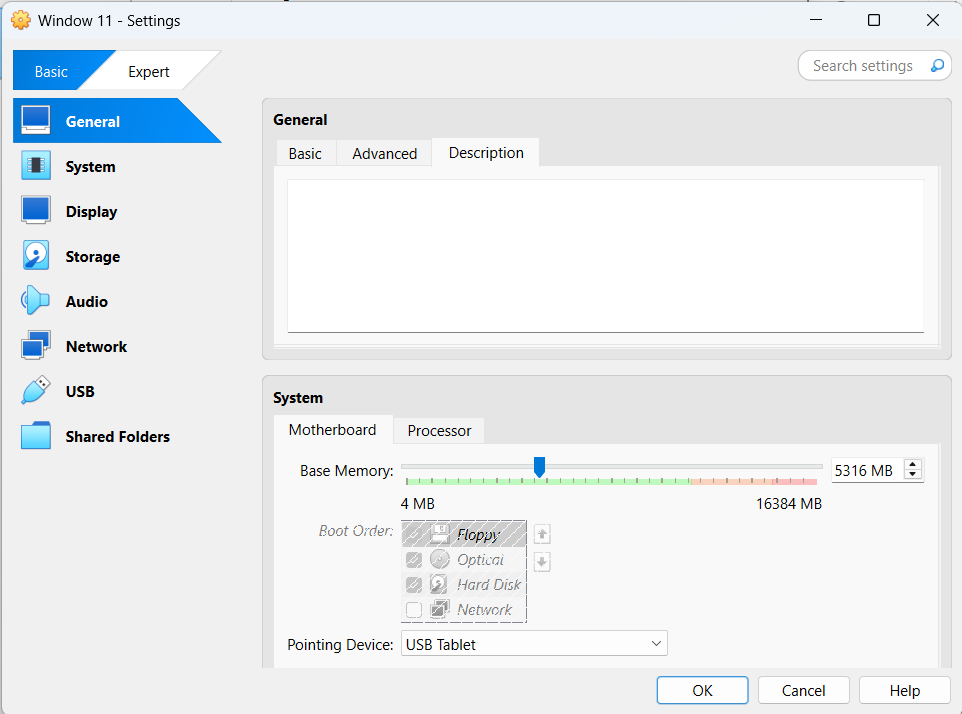 Window 11 - Settings
Basic Expert
Search settings
General
System
Display
Storage
Audio
Network
USB
Shared Folders
General
Basic Advanced Description
System
Motherboard Processor
Base Memory: 5316 MB
4 MB 16384 MB
Boot Order: Floppy
Optical
Hard Disk
Network
Pointing Device: USB Tablet
OK Cancel Help